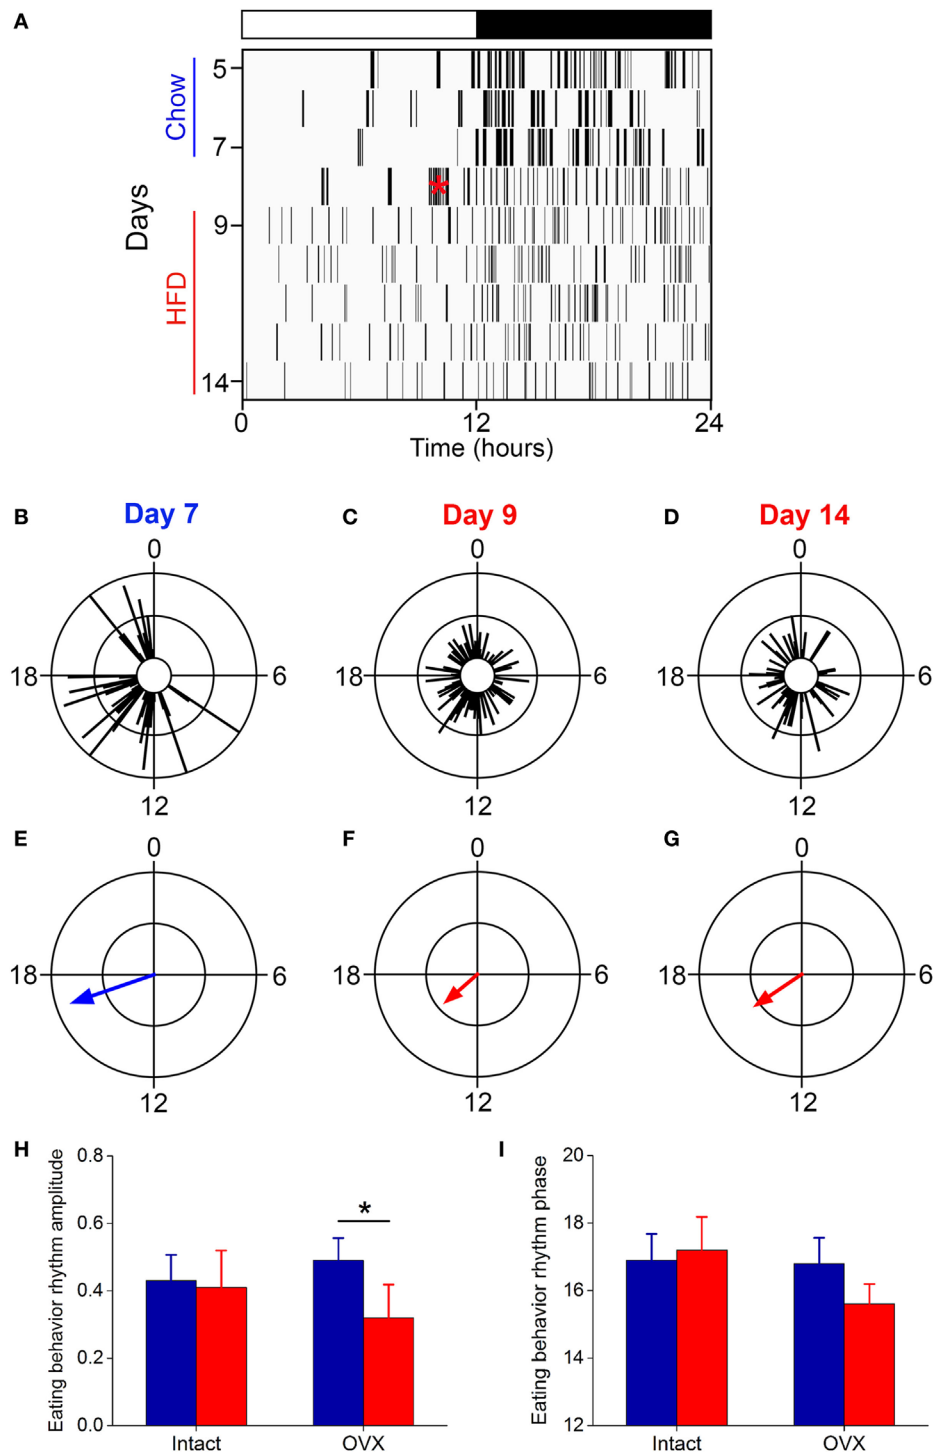 A
Chow
HFD
Days
5
7
9
14
*
0 12 24
Time (hours)
B Day 7 C Day 9 D Day 14
0 0 0
18 6 18 6 18 6
12 12 12
E F G
0 0 0
18 6 18 6 18 6
12 12 12
H
Eating behavior rhythm amplitude
0.8
0.6
0.4
0.2
0.0
*
Intact OVX
I
Eating behavior rhythm phase
20
18
16
14
12
Intact OVX